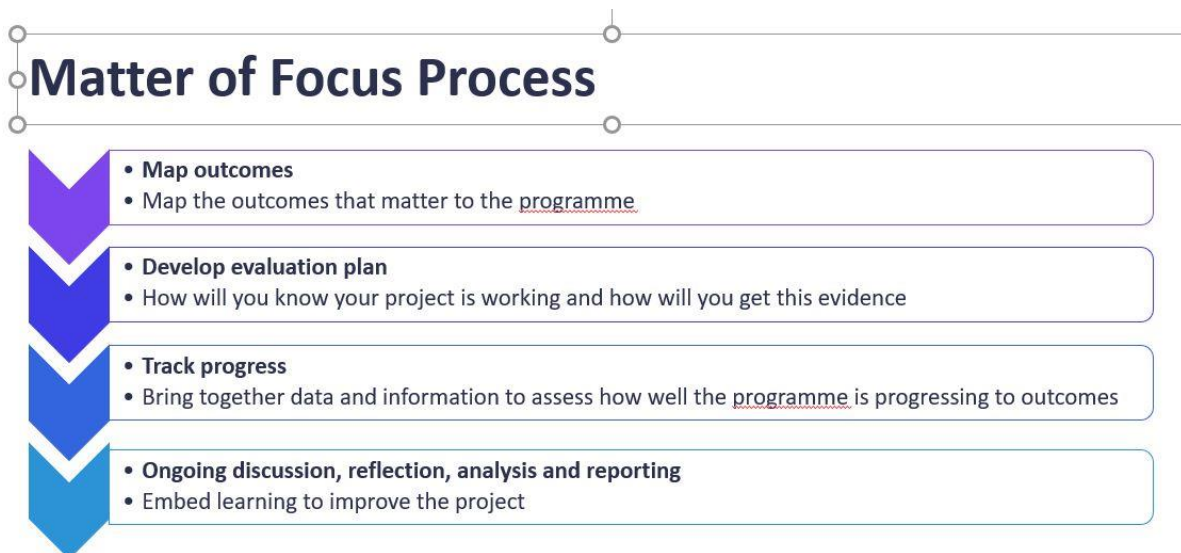 Matter of Focus Process
• Map outcomes
• Map the outcomes that matter to the programme
• Develop evaluation plan
• How will you know your project is working and how will you get this evidence
• Track progress
• Bring together data and information to assess how well the programme is progressing to outcomes
• Ongoing discussion, reflection, analysis and reporting
• Embed learning to improve the project